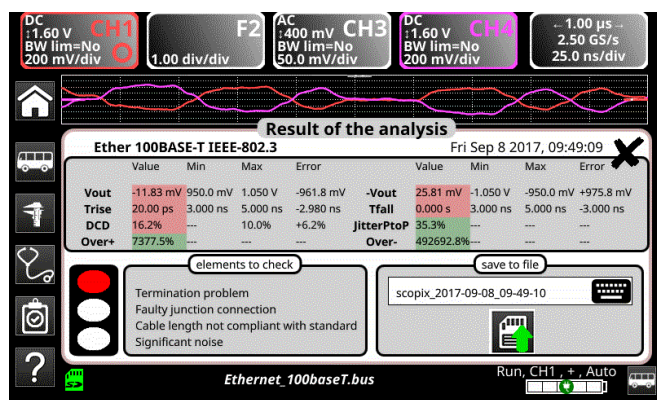 DC
↕1.60 V CH1
BW lim=No
200 mV/div
F2
1.00 div/div
AC
↕400 mV CH3
BW lim=No
50.0 mV/div
DC
↕1.60 V CH4
BW lim=No
200 mV/div
←1.00 µs→
2.50 GS/s
25.0 ns/div
Result of the analysis
Ether 100BASE-T IEEE-802.3 Fri Sep 8 2017, 09:49:09
Value Min Max Error Value Min Max Error
Vout -11.83 mV 950.0 mV 1.050 V -961.8 mV -Vout 25.81 mV -1.050 V -950.0 mV +975.8 mV
Trise 20.00 ps 3.000 ns 5.000 ns -2.980 ns Tfall 0.000 s 3.000 ns 5.000 ns -3.000 ns
DCD 16.2% --- 10.0% +6.2% JitterPtoP 35.3% --- --- ---
Over+ 7377.5% --- --- --- Over- 492692.8% --- --- ---
elements to check
Termination problem
Faulty junction connection
Cable length not compliant with standard
Significant noise
save to file
scopix_2017-09-08_09-49-10
?
SD
Ethernet_100baseT.bus
Run, CH1 , + , Auto